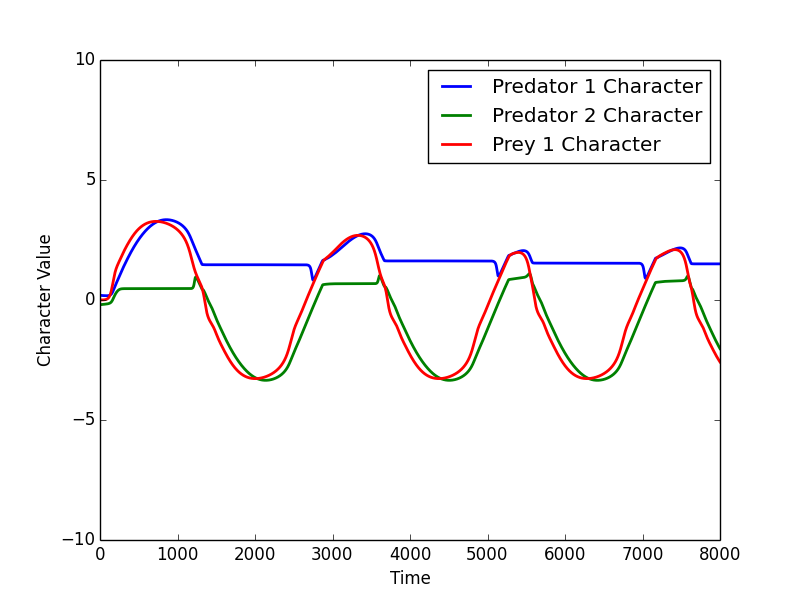 10
5
0
−5
−10
Character Value
Predator 1 Character
Predator 2 Character
Prey 1 Character
0 1000 2000 3000 4000 5000 6000 7000 8000
Time